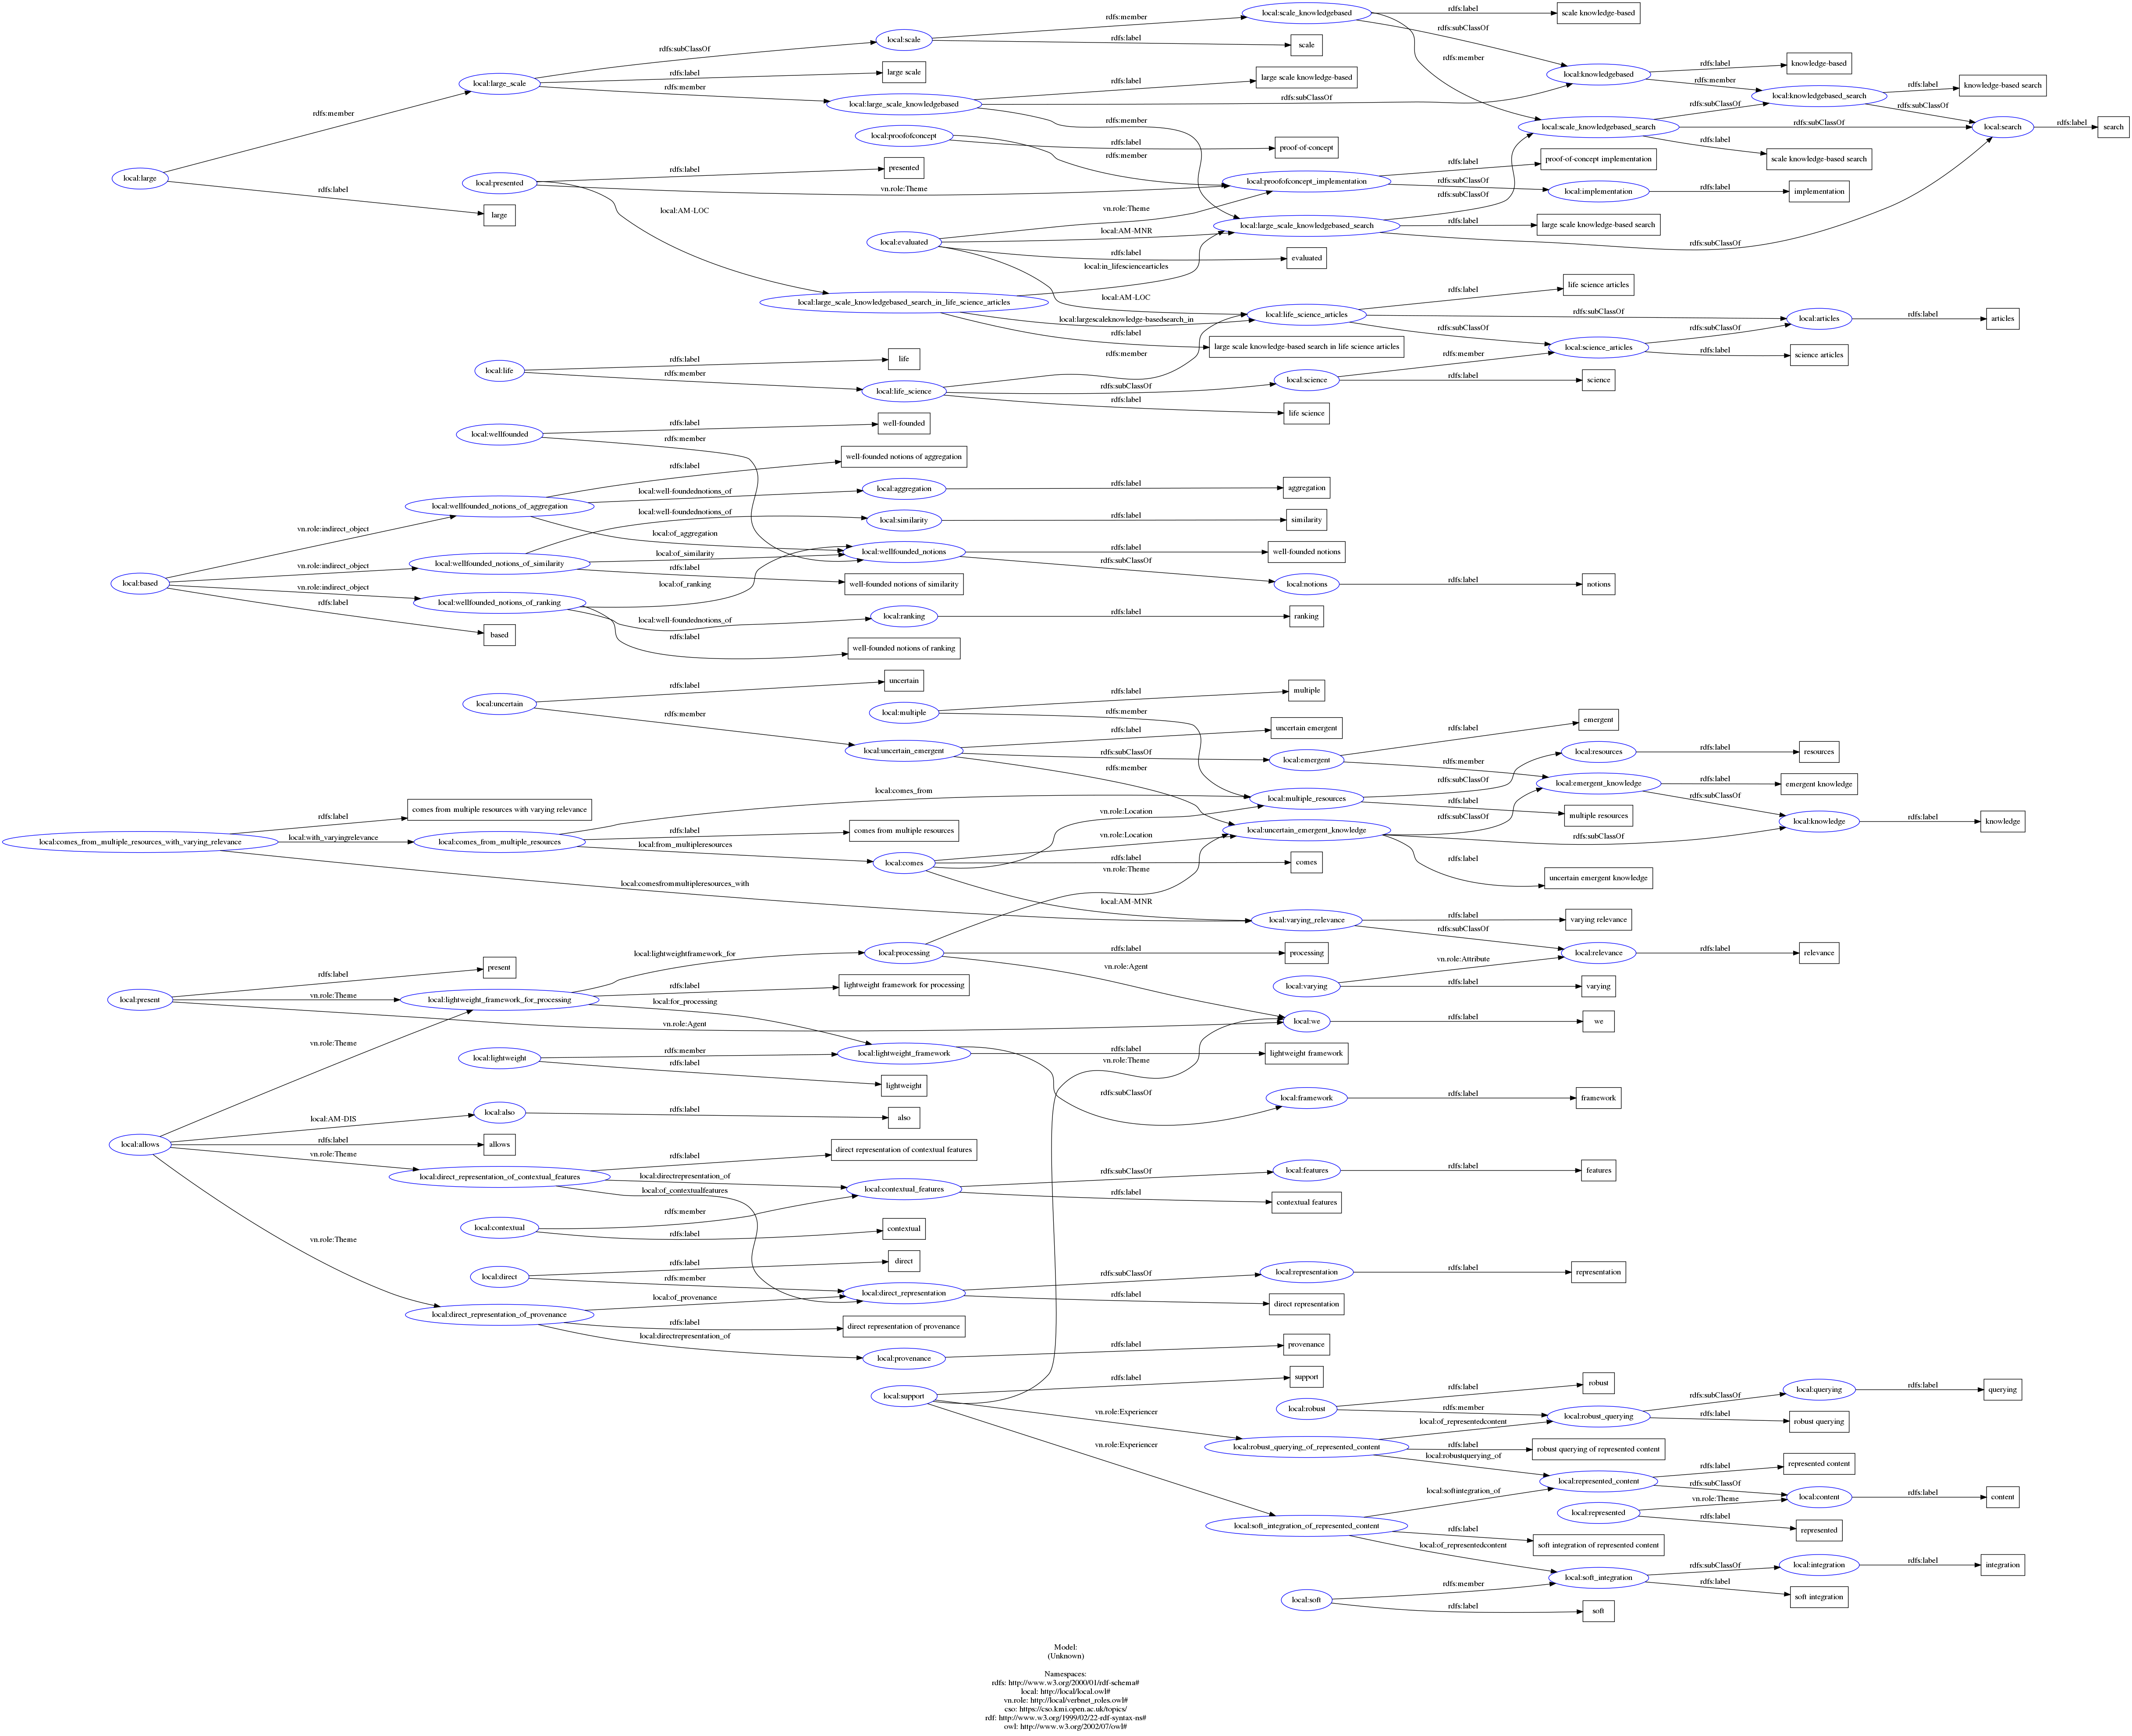 local:scale_knowledgebased
rdfs:label
scale knowledge-based
rdfs:member
rdfs:subClassOf
local:scale
rdfs:label
scale
rdfs:subClassOf
rdfs:member
local:large_scale
rdfs:label
large scale
rdfs:member
local:large_scale_knowledgebased
rdfs:label
large scale knowledge-based
rdfs:subClassOf
local:knowledgebased
rdfs:label
knowledge-based
rdfs:member
local:knowledgebased_search
rdfs:label
knowledge-based search
rdfs:subClassOf
rdfs:member
rdfs:member
local:scale_knowledgebased_search
rdfs:subClassOf
rdfs:subClassOf
local:search
rdfs:label
search
rdfs:label
scale knowledge-based search
local:proofofconcept
rdfs:label
proof-of-concept
rdfs:member
local:large
rdfs:label
large
local:presented
rdfs:label
presented
vn.role:Theme
local:AM-LOC
local:proofofconcept_implementation
rdfs:label
proof-of-concept implementation
rdfs:subClassOf
local:implementation
rdfs:label
implementation
rdfs:subClassOf
vn.role:Theme
local:evaluated
local:AM-MNR
local:large_scale_knowledgebased_search
rdfs:label
large scale knowledge-based search
rdfs:subClassOf
rdfs:label
evaluated
local:in_lifesciencearticles
local:large_scale_knowledgebased_search_in_life_science_articles
local:AM-LOC
local:largescaleknowledge-basedsearch_in
rdfs:label
large scale knowledge-based search in life science articles
local:life_science_articles
rdfs:label
life science articles
rdfs:subClassOf
local:articles
rdfs:label
articles
rdfs:subClassOf
local:science_articles
rdfs:subClassOf
rdfs:label
science articles
local:life
rdfs:label
life
rdfs:member
local:life_science
rdfs:member
rdfs:subClassOf
local:science
rdfs:member
rdfs:label
science
rdfs:label
life science
local:wellfounded
rdfs:label
well-founded
rdfs:member
rdfs:label
well-founded notions of aggregation
local:wellfounded_notions_of_aggregation
local:well-foundednotions_of
local:aggregation
rdfs:label
aggregation
local:well-foundednotions_of
local:similarity
rdfs:label
similarity
local:of_aggregation
local:based
vn.role:indirect_object
vn.role:indirect_object
vn.role:indirect_object
rdfs:label
based
local:wellfounded_notions_of_similarity
local:of_similarity
local:wellfounded_notions
rdfs:label
well-founded notions
rdfs:subClassOf
local:notions
rdfs:label
notions
rdfs:label
well-founded notions of similarity
local:of_ranking
local:wellfounded_notions_of_ranking
local:well-foundednotions_of
local:ranking
rdfs:label
ranking
rdfs:label
well-founded notions of ranking
local:uncertain
rdfs:label
uncertain
rdfs:member
local:multiple
rdfs:label
multiple
rdfs:member
local:uncertain_emergent
rdfs:label
uncertain emergent
rdfs:subClassOf
local:emergent
rdfs:label
emergent
rdfs:member
rdfs:member
local:resources
rdfs:label
resources
rdfs:subClassOf
local:emergent_knowledge
rdfs:label
emergent knowledge
rdfs:subClassOf
local:comes_from
local:multiple_resources
rdfs:label
multiple resources
vn.role:Location
rdfs:subClassOf
local:comes_from_multiple_resources_with_varying_relevance
rdfs:label
comes from multiple resources with varying relevance
local:with_varyingrelevance
local:comes_from_multiple_resources
rdfs:label
comes from multiple resources
local:from_multipleresources
local:comes
vn.role:Location
local:uncertain_emergent_knowledge
rdfs:subClassOf
local:knowledge
rdfs:label
knowledge
rdfs:label
comes
vn.role:Theme
rdfs:label
uncertain emergent knowledge
local:comesfrommultipleresources_with
local:AM-MNR
local:varying_relevance
rdfs:label
varying relevance
rdfs:subClassOf
local:lightweightframework_for
local:processing
rdfs:label
processing
vn.role:Agent
vn.role:Attribute
local:relevance
rdfs:label
relevance
local:varying
rdfs:label
varying
local:present
rdfs:label
present
vn.role:Theme
vn.role:Agent
local:lightweight_framework_for_processing
rdfs:label
lightweight framework for processing
local:for_processing
local:we
rdfs:label
we
vn.role:Theme
local:lightweight
rdfs:member
rdfs:label
lightweight
local:lightweight_framework
rdfs:label
lightweight framework
vn.role:Theme
rdfs:subClassOf
local:framework
rdfs:label
framework
local:allows
local:AM-DIS
local:also
rdfs:label
also
rdfs:label
allows
vn.role:Theme
local:direct_representation_of_contextual_features
rdfs:label
direct representation of contextual features
local:directrepresentation_of
local:of_contextualfeatures
local:contextual_features
rdfs:subClassOf
local:features
rdfs:label
features
rdfs:label
contextual features
local:contextual
rdfs:member
rdfs:label
contextual
vn.role:Theme
local:direct
rdfs:label
direct
rdfs:member
local:direct_representation
rdfs:subClassOf
local:representation
rdfs:label
representation
rdfs:label
direct representation
local:direct_representation_of_provenance
local:of_provenance
rdfs:label
direct representation of provenance
local:directrepresentation_of
local:provenance
rdfs:label
provenance
local:support
rdfs:label
support
vn.role:Experiencer
vn.role:Experiencer
local:robust
rdfs:label
robust
rdfs:member
local:robust_querying
rdfs:subClassOf
local:querying
rdfs:label
querying
rdfs:label
robust querying
local:of_representedcontent
local:robust_querying_of_represented_content
rdfs:label
robust querying of represented content
local:robustquerying_of
local:represented_content
rdfs:label
represented content
rdfs:subClassOf
local:content
rdfs:label
content
local:softintegration_of
local:represented
vn.role:Theme
rdfs:label
represented
local:soft_integration_of_represented_content
rdfs:label
soft integration of represented content
local:of_representedcontent
local:soft_integration
rdfs:subClassOf
local:integration
rdfs:label
integration
rdfs:label
soft integration
local:soft
rdfs:member
rdfs:label
soft
Model:
(Unknown)
Namespaces:
rdfs: http://www.w3.org/2000/01/rdf-schema#
local: http://local/local.owl#
vn.role: http://local/verbnet_roles.owl#
cso: https://cso.kmi.open.ac.uk/topics/
rdf: http://www.w3.org/1999/02/22-rdf-syntax-ns#
owl: http://www.w3.org/2002/07/owl#